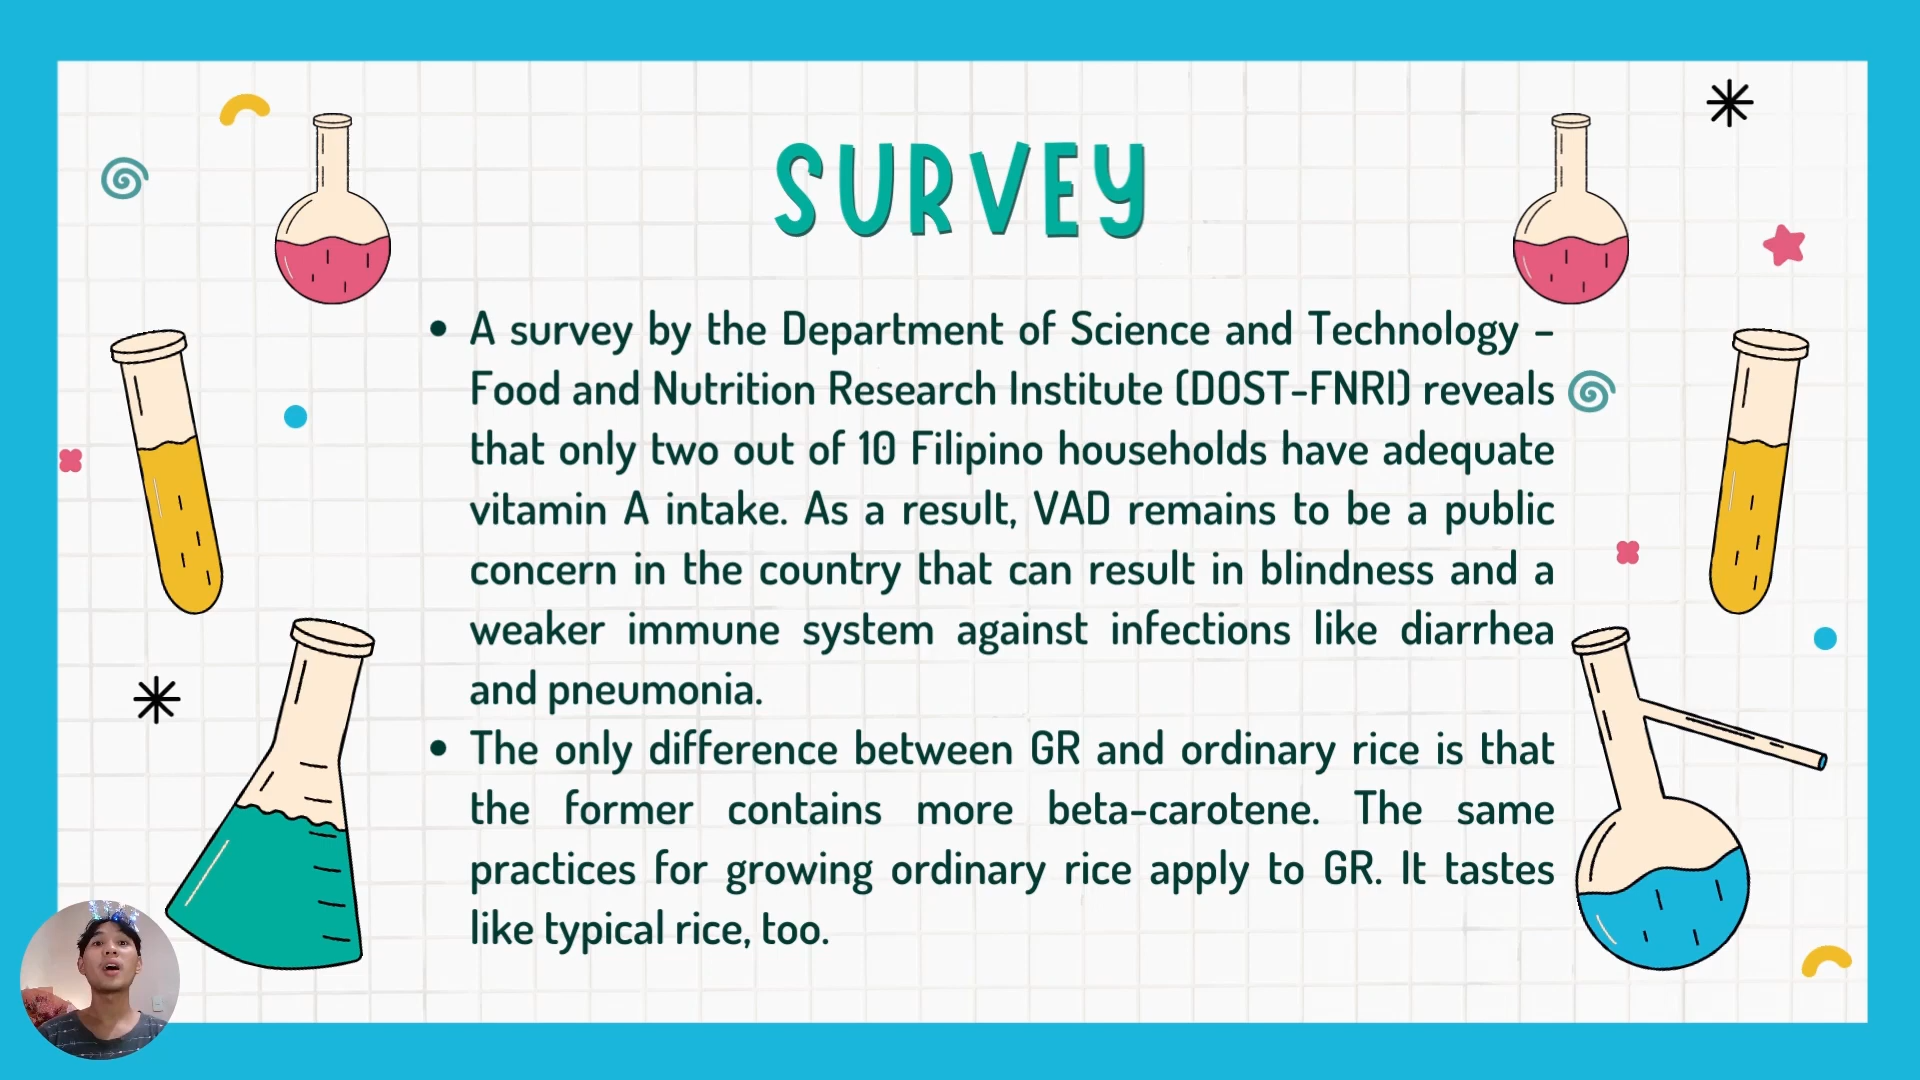 SURVEY
• A survey by the Department of Science and Technology –
Food and Nutrition Research Institute (DOST-FNRI) reveals
that only two out of 10 Filipino households have adequate
vitamin A intake. As a result, VAD remains to be a public
concern in the country that can result in blindness and a
weaker immune system against infections like diarrhea
and pneumonia.
• The only difference between GR and ordinary rice is that
the former contains more beta-carotene. The same
practices for growing ordinary rice apply to GR. It tastes
like typical rice, too.